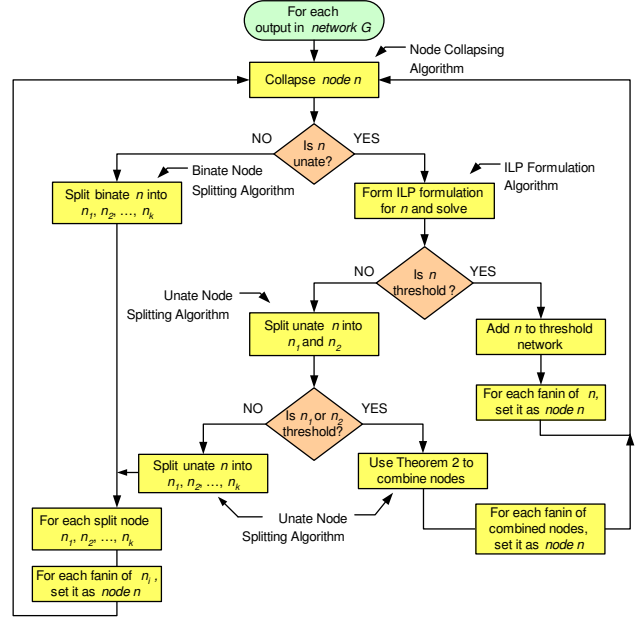 For each
output in network G
Node Collapsing
Algorithm
Collapse node n
NO
YES
Is n
unate?
Binate Node
Splitting Algorithm
ILP Formulation
Algorithm
Split binate n into
n1, n2, ..., nk
Form ILP formulation
for n and solve
NO
YES
Is n
threshold ?
Unate Node
Splitting Algorithm
Split unate n into
n1 and n2
Add n to threshold
network
NO
YES
Is n1 or n2
threshold?
For each fanin of n,
set it as node n
Split unate n into
n1, n2, ..., nk
Use Theorem 2 to
combine nodes
For each split node
n1, n2, ..., nk
Unate Node
Splitting Algorithm
For each fanin of
combined nodes,
set it as node n
For each fanin of ni ,
set it as node n